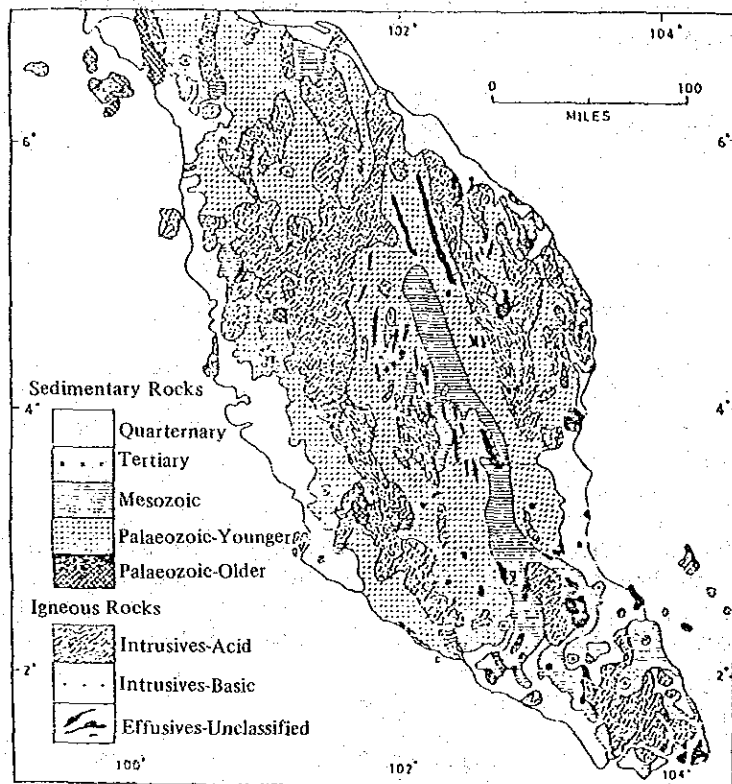 102°
104°
0 100
MILES
6°
6°
Sedimentary Rocks
4°
4°
Quarternary
Tertiary
Mesozoic
Palaeozoic-Younger
Palaeozoic-Older
Igneous Rocks
Intrusives-Acid
2°
2°
Intrusives-Basic
Effusives-Unclassified
100°
102°
104°